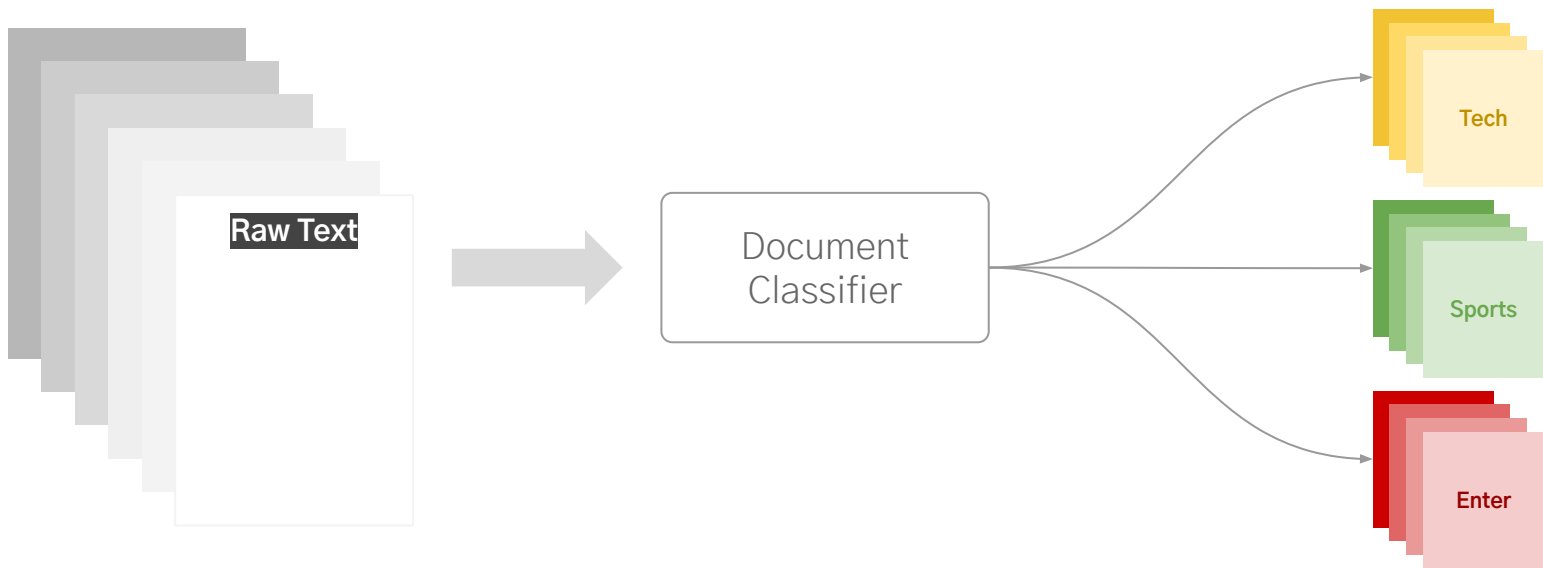 Raw Text
Document
Classifier
Tech
Sports
Enter